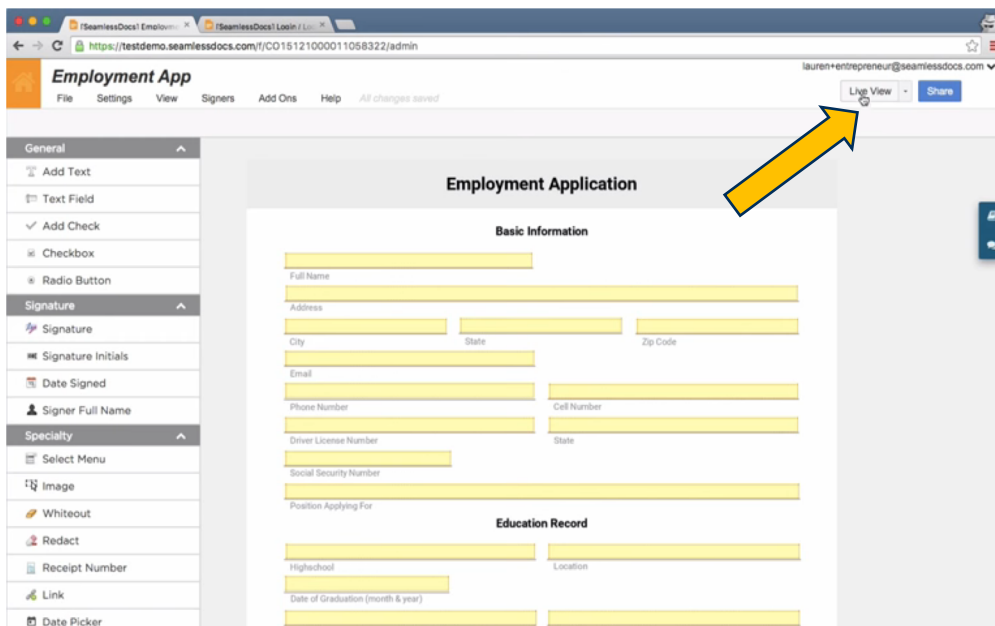 [SeamlessDocs] Employme
[SeamlessDocs] Login / Lo
https://testdemo.seamlessdocs.com/f/CO15121000011058322/admin
lauren+entrepreneur@seamlessdocs.com
Employment App
File Settings View Signers Add Ons Help All changes saved
Live View Share
General
Add Text
Text Field
Add Check
Checkbox
Radio Button
Signature
Signature
Signature Initials
Date Signed
Signer Full Name
Specialty
Select Menu
Image
Whiteout
Redact
Receipt Number
Link
Date Picker
Employment Application
Basic Information
Full Name
Address
City State Zip Code
Email
Phone Number Cell Number
Driver License Number State
Social Security Number
Position Applying For
Education Record
Highschool Location
Date of Graduation (month & year)